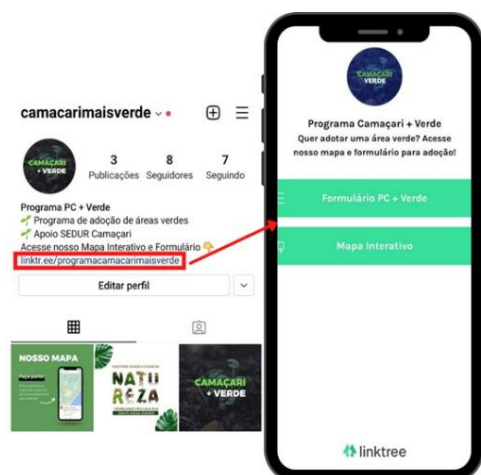 camacarimaisverde
CAMAÇARI
+ VERDE
3
Publicações
8
Seguidores
7
Seguindo
Programa PC + Verde
Programa de adoção de áreas verdes
Apoio SEDUR Camaçari
Acesse nosso Mapa Interativo e Formulário
linktr.ee/programacamacarimaisverde
Editar perfil
NOSSO MAPA
NATU
REZA
CAMAÇARI
+ VERDE
CAMAÇARI
VERDE
Programa Camaçari + Verde
Quer adotar uma área verde? Acesse
nosso mapa e formulário para adoção!
Formulário PC + Verde
Mapa Interativo
linktree